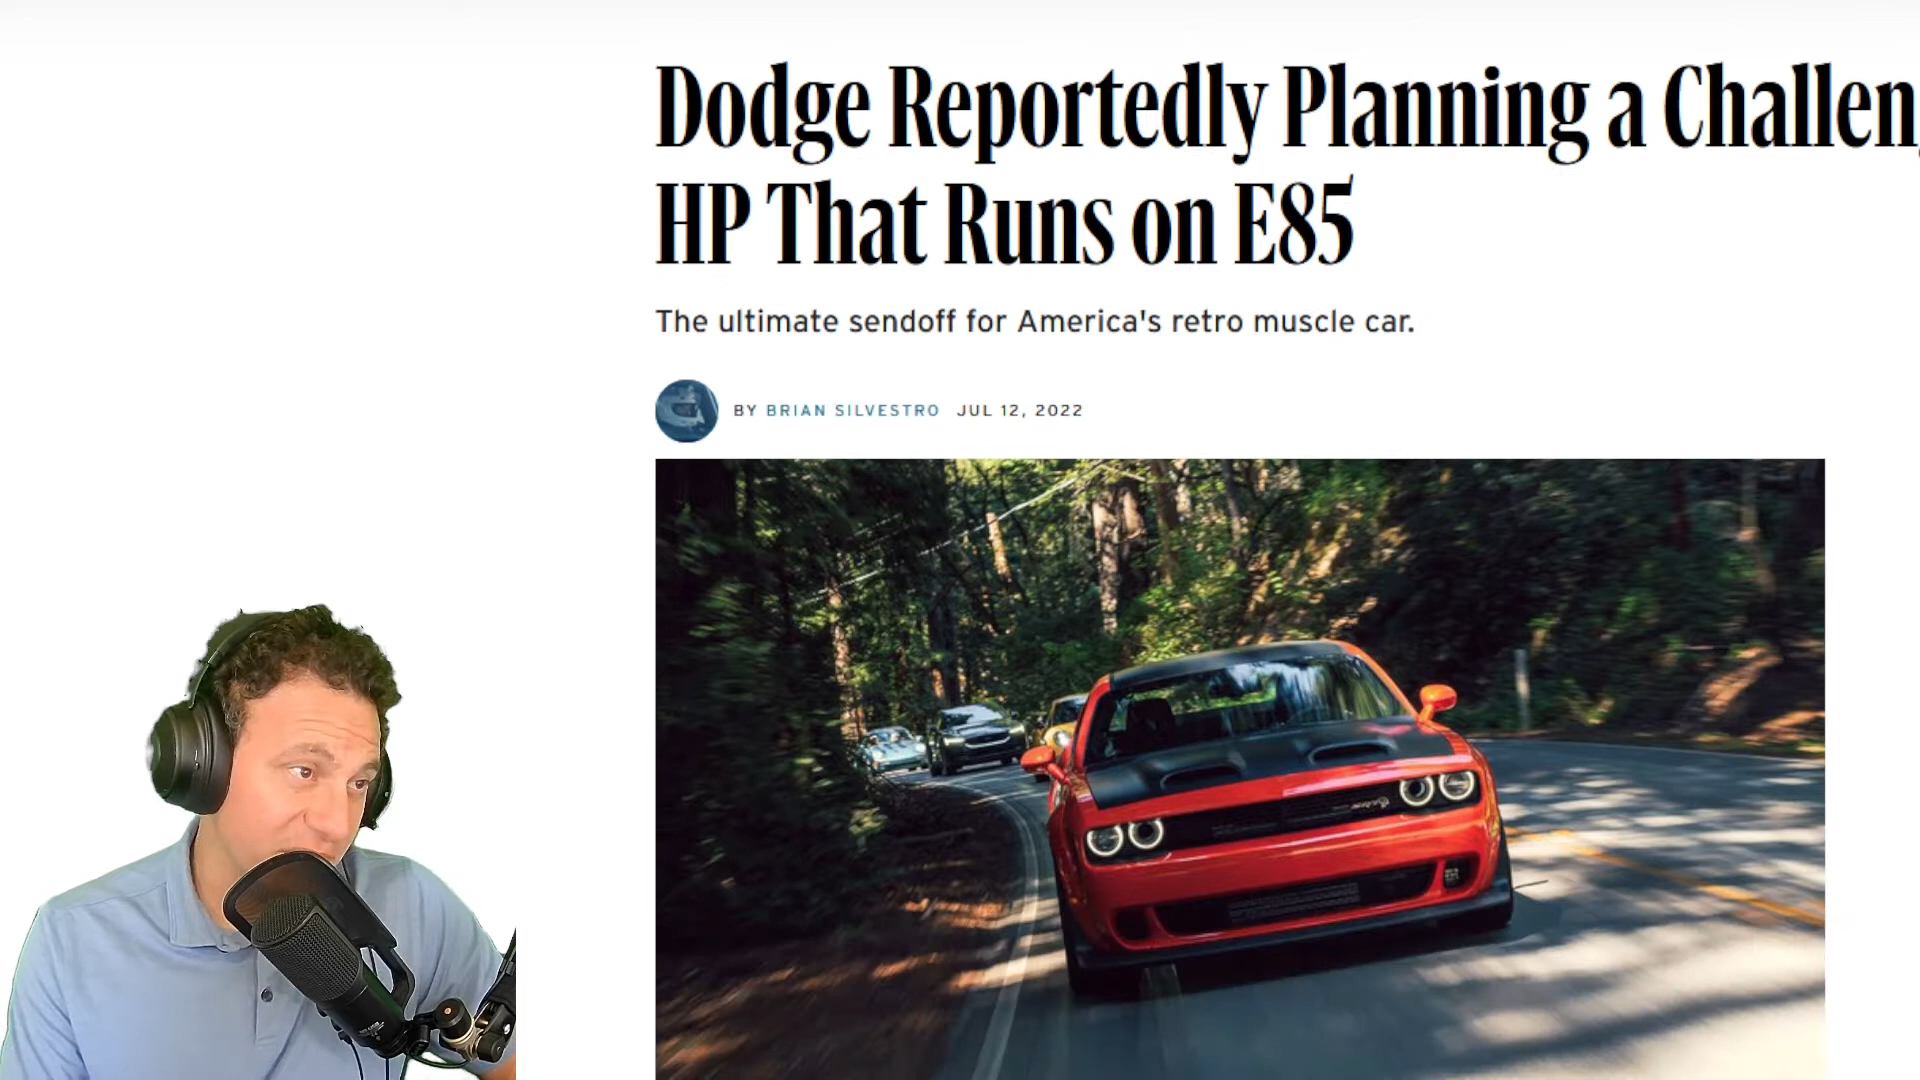 Dodge Reportedly Planning a Challen
HP That Runs on E85
The ultimate sendoff for America's retro muscle car.
BY BRIAN SILVESTRO JUL 12, 2022